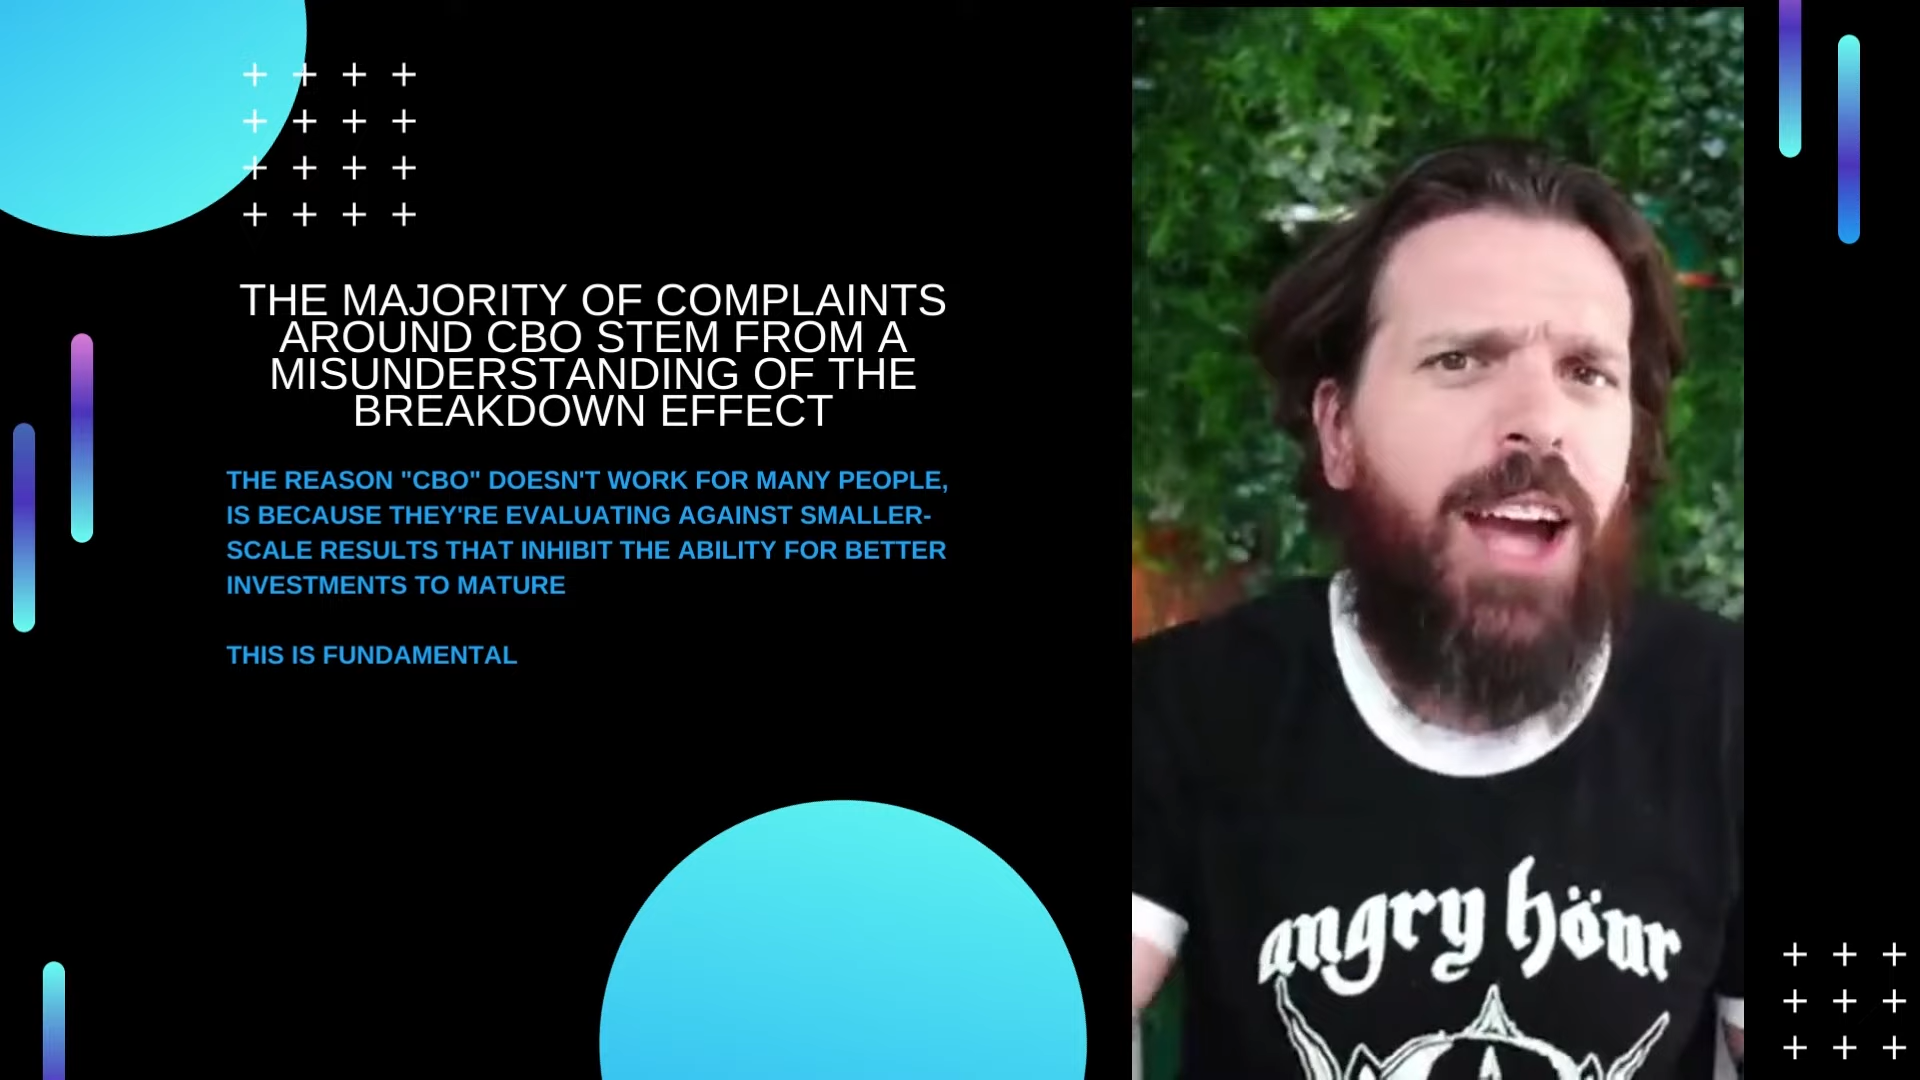 THE MAJORITY OF COMPLAINTS
AROUND CBO STEM FROM A
MISUNDERSTANDING OF THE
BREAKDOWN EFFECT
THE REASON "CBO" DOESN'T WORK FOR MANY PEOPLE,
IS BECAUSE THEY'RE EVALUATING AGAINST SMALLER-
SCALE RESULTS THAT INHIBIT THE ABILITY FOR BETTER
INVESTMENTS TO MATURE
THIS IS FUNDAMENTAL
angry höur